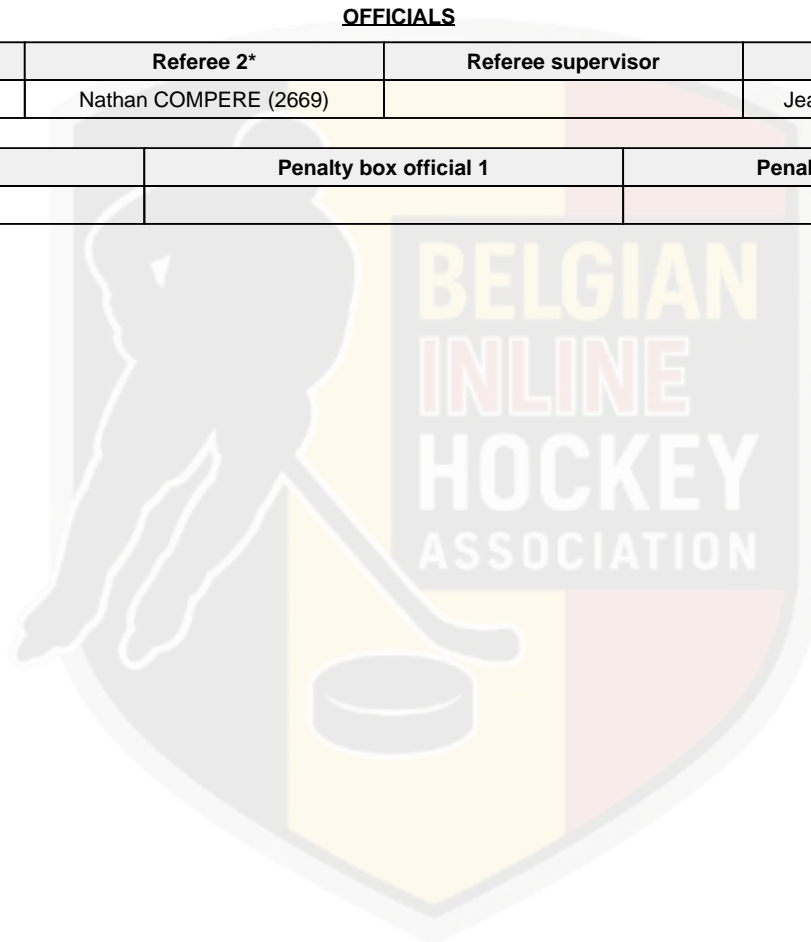 OFFICIALS
Referee 2* Referee supervisor
Nathan COMPERE (2669)
Penalty box official 1
BELGIAN
INLINE
HOCKEY
ASSOCIATION